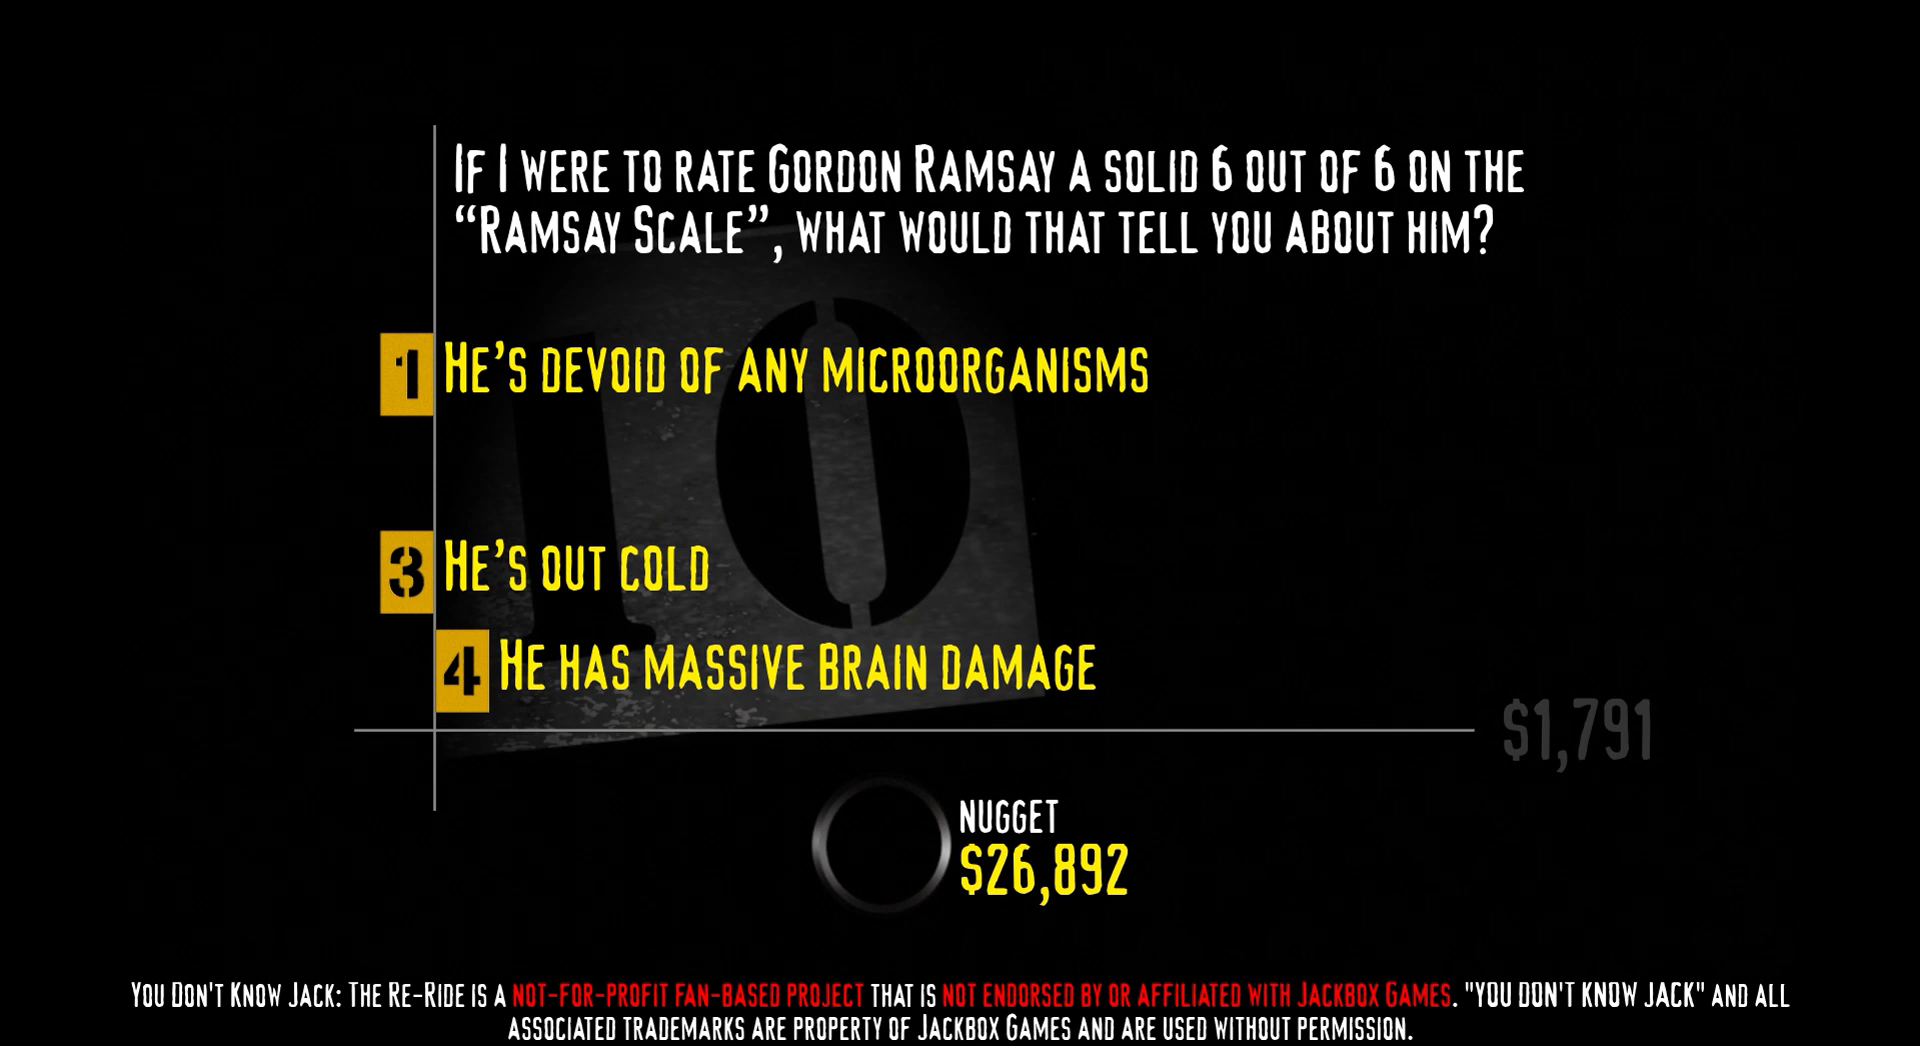 If I were to rate Gordon Ramsay a solid 6 out of 6 on the
“Ramsay Scale”, what would that tell you about him?
1 He’s devoid of any microorganisms
3 He’s out cold
4 He has massive brain damage
$1,791
NUGGET
$26,892
You Don't Know Jack: The Re-Ride is a not-for-profit fan-based project that is not endorsed by or affiliated with Jackbox Games. "YOU DON'T KNOW JACK" and all
associated trademarks are property of Jackbox Games and are used without permission.
10